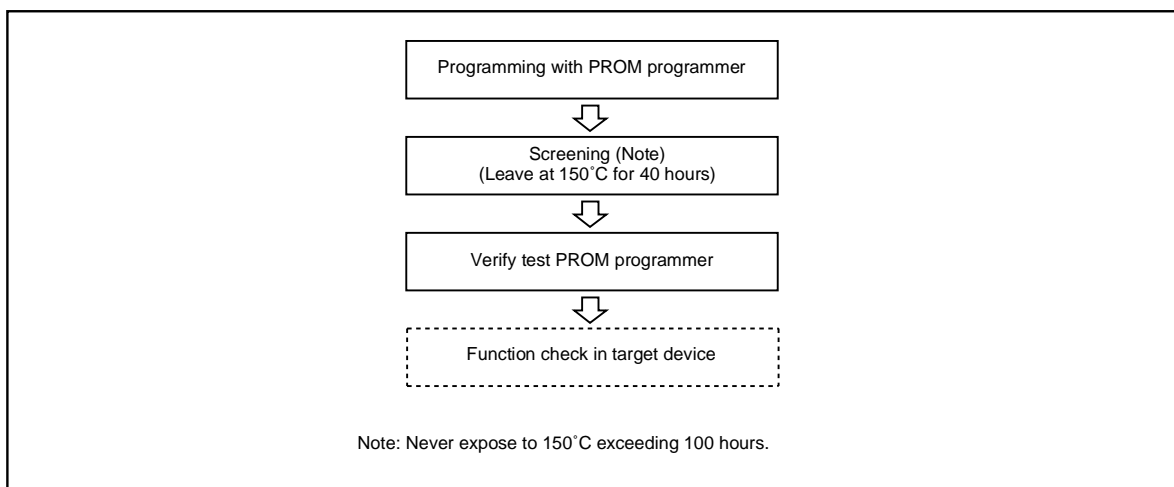 Programming with PROM programmer
Screening (Note)
(Leave at 150˚C for 40 hours)
Verify test PROM programmer
Function check in target device
Note: Never expose to 150˚C exceeding 100 hours.